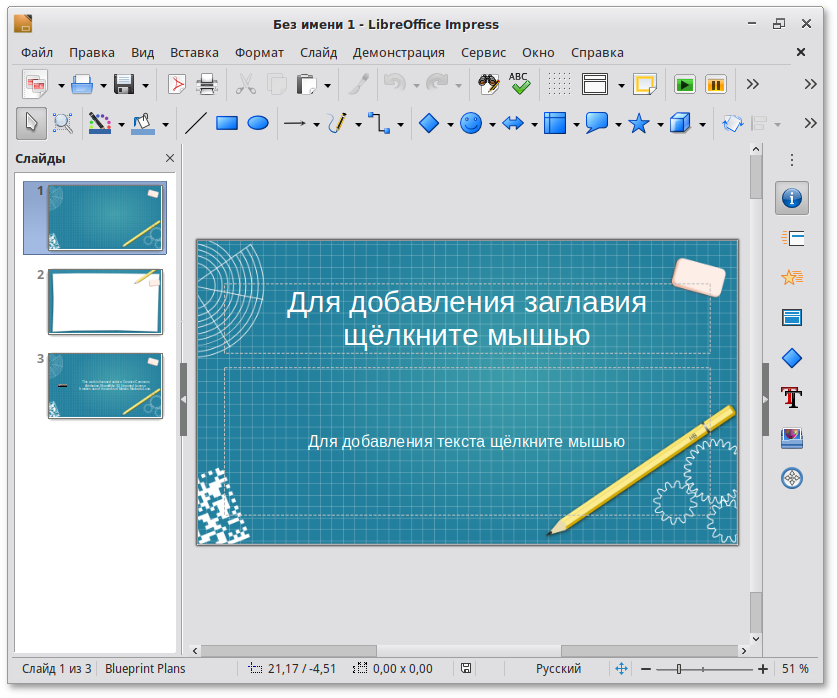 Без имени 1 - LibreOffice Impress
Файл Правка Вид Вставка Формат Слайд Демонстрация Сервис Окно Справка
ABC
Слайды
1
2
3
Для добавления заглавия
щёлкните мышью
Для добавления текста щёлкните мышью
HB
Слайд 1 из 3 Blueprint Plans 21,17 / -4,51 0,00 x 0,00 Русский 51 %